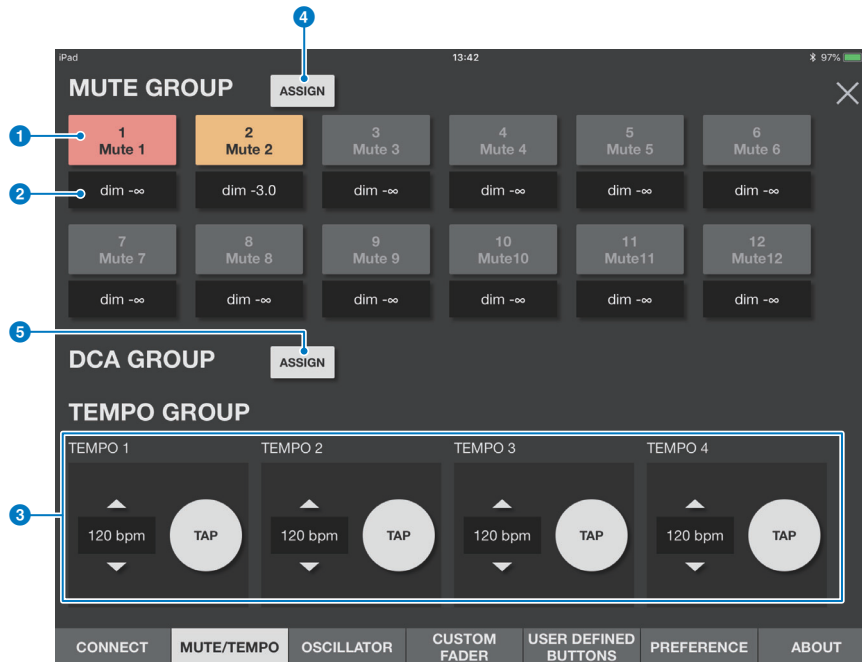 4
iPad 13:42 97%
MUTE GROUP ASSIGN
1
1 2 3 4 5 6
Mute 1 Mute 2 Mute 3 Mute 4 Mute 5 Mute 6
2
dim -∞ dim -3.0 dim -∞ dim -∞ dim -∞ dim -∞
7 8 9 10 11 12
Mute 7 Mute 8 Mute 9 Mute10 Mute11 Mute12
dim -∞ dim -∞ dim -∞ dim -∞ dim -∞ dim -∞
5
DCA GROUP ASSIGN
TEMPO GROUP
TEMPO 1 TEMPO 2 TEMPO 3 TEMPO 4
3
120 bpm TAP 120 bpm TAP 120 bpm TAP 120 bpm TAP
CONNECT MUTE/TEMPO OSCILLATOR CUSTOM FADER USER DEFINED BUTTONS PREFERENCE ABOUT